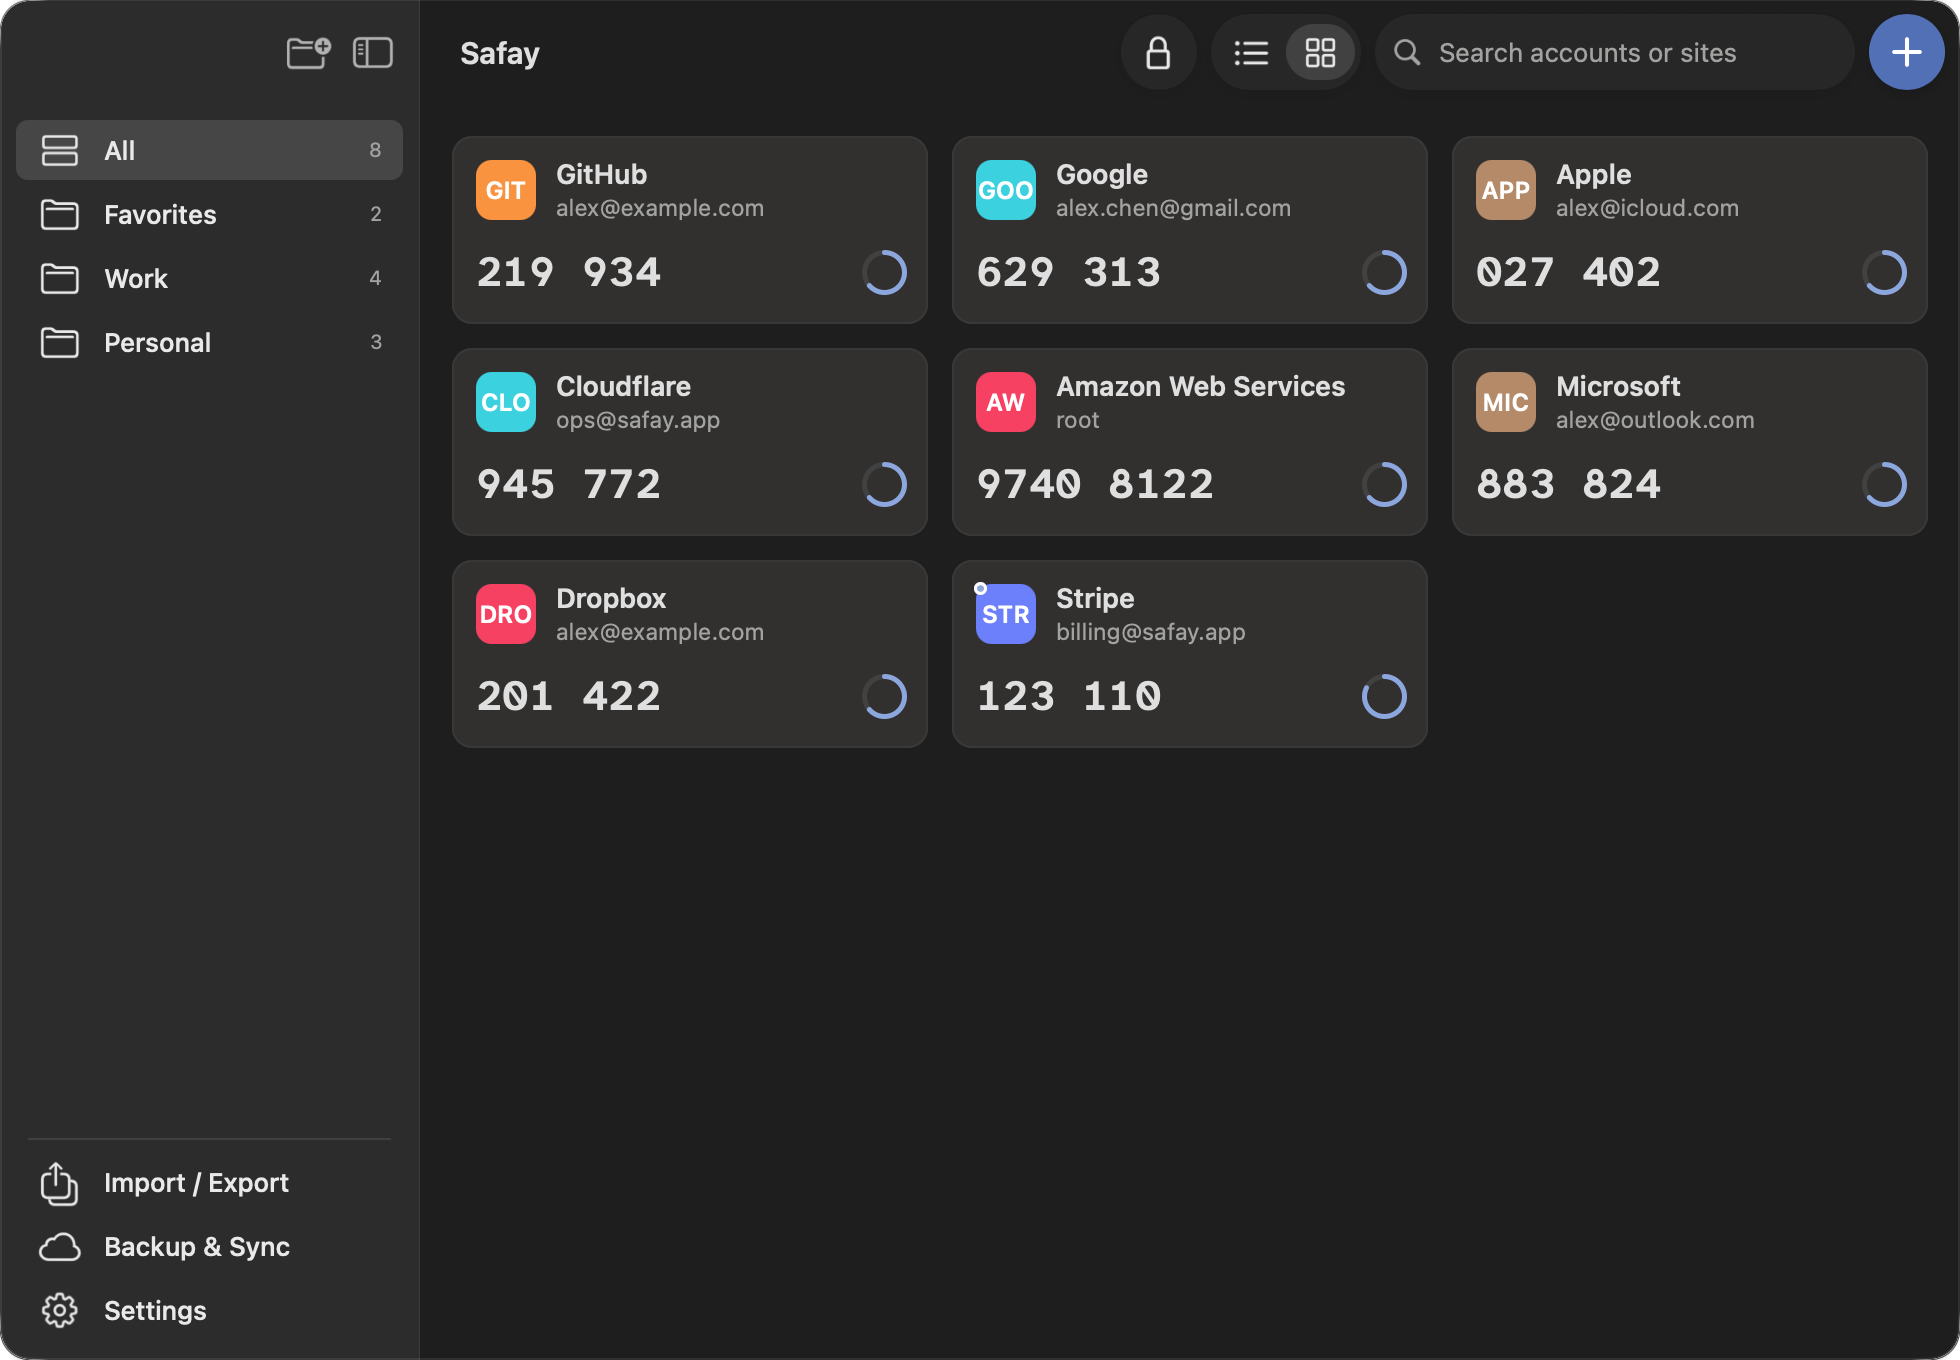 Safay
Search accounts or sites
All 8
Favorites 2
Work 4
Personal 3
GIT
GitHub
alex@example.com
219 934
GOO
Google
alex.chen@gmail.com
629 313
APP
Apple
alex@icloud.com
027 402
CLO
Cloudflare
ops@safay.app
945 772
AW
Amazon Web Services
root
9740 8122
MIC
Microsoft
alex@outlook.com
883 824
DRO
Dropbox
alex@example.com
201 422
STR
Stripe
billing@safay.app
123 110
Import / Export
Backup & Sync
Settings